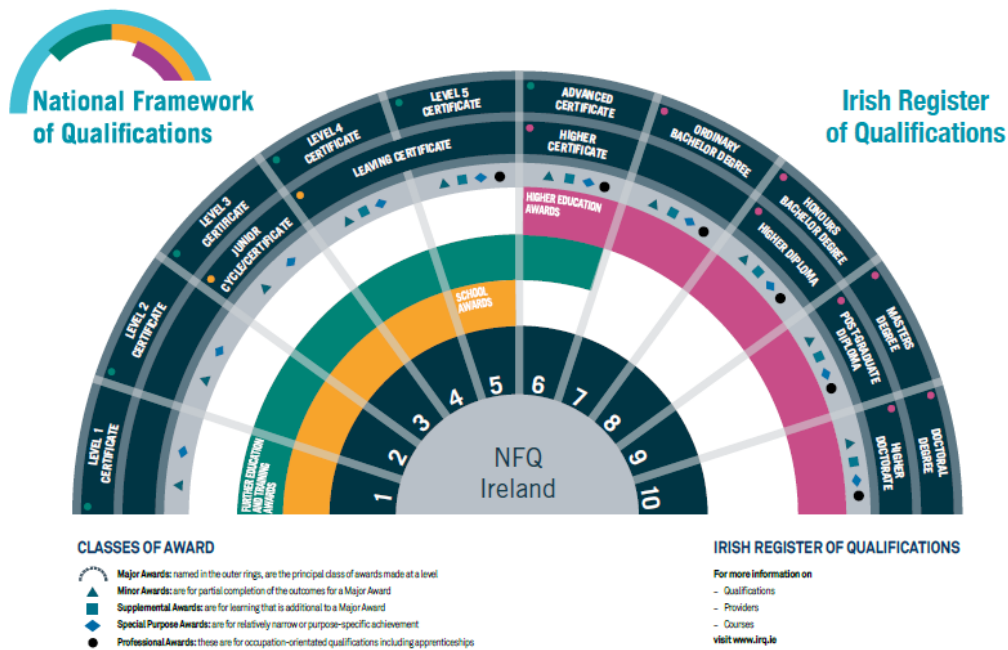 National Framework
of Qualifications
Irish Register
of Qualifications
LEVEL 1
CERTIFICATE
LEVEL 2
CERTIFICATE
LEVEL 3
CERTIFICATE
JUNIOR
CYCLE/CERTIFICATE
LEVEL 4
CERTIFICATE
LEAVING CERTIFICATE
LEVEL 5
CERTIFICATE
ADVANCED
CERTIFICATE
HIGHER
CERTIFICATE
ORDINARY
BACHELOR DEGREE
HONOURS
BACHELOR DEGREE
HIGHER DIPLOMA
MASTERS
DEGREE
POST-GRADUATE
DIPLOMA
DOCTORAL
DEGREE
HIGHER
DOCTORATE
HIGHER EDUCATION
AWARDS
SCHOOL
AWARDS
FURTHER EDUCATION
AND TRAINING
AWARDS
1
2
3
4
5
6
7
8
9
10
NFQ
Ireland
CLASSES OF AWARD
Major Awards: named in the outer rings, are the principal class of awards made at a level
Minor Awards: are for partial completion of the outcomes for a Major Award
Supplemental Awards: are for learning that is additional to a Major Award
Special Purpose Awards: are for relatively narrow or purpose-specific achievement
Professional Awards: these are for occupation-orientated qualifications including apprenticeships
IRISH REGISTER OF QUALIFICATIONS
For more information on
– Qualifications
– Providers
– Courses
visit www.irq.ie